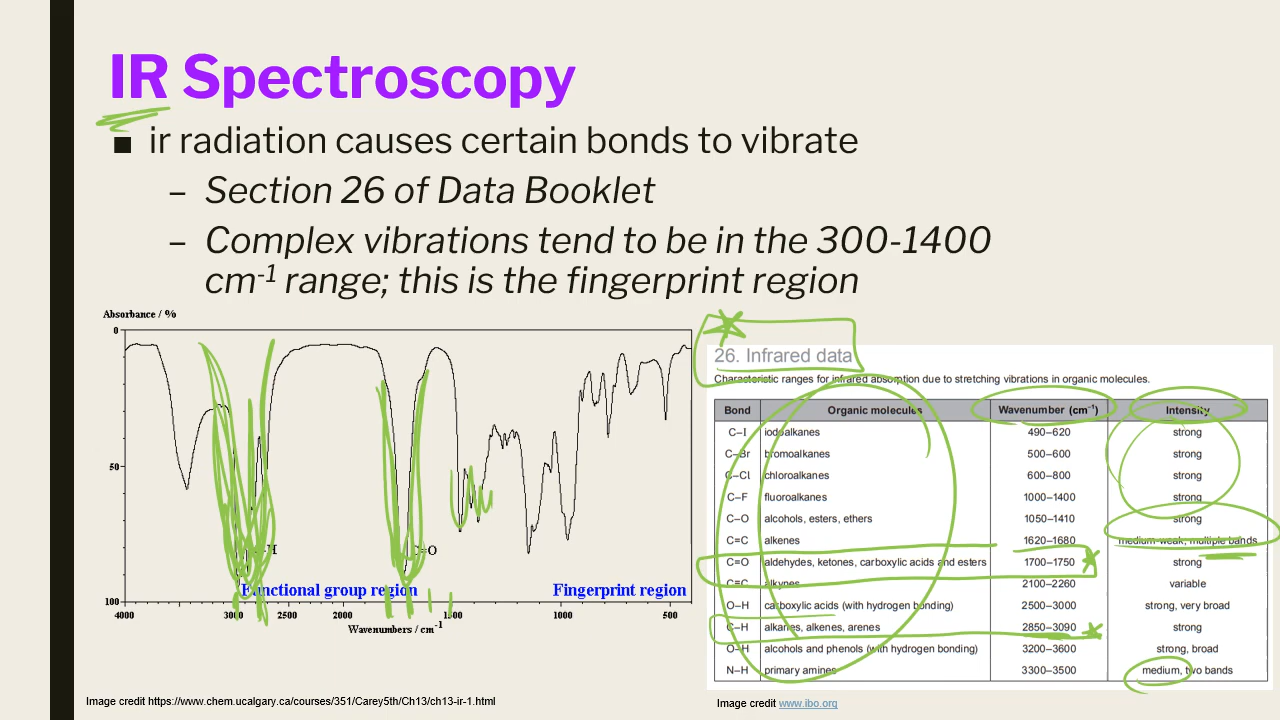 IR Spectroscopy
■ ir radiation causes certain bonds to vibrate
– Section 26 of Data Booklet
– Complex vibrations tend to be in the 300-1400
cm-1 range; this is the fingerprint region
Absorbance / %
0
50
100
C=O
Functional group region
Fingerprint region
4000 3000 2500 2000 1500 1000 500
Wavenumbers / cm-1
Image credit https://www.chem.ucalgary.ca/courses/351/Carey5th/Ch13/ch13-ir-1.html
26. Infrared data
Characteristic ranges for infrared absorption due to stretching vibrations in organic molecules.
Bond Organic molecules Wavenumber (cm-1) Intensity
C–I iodoalkanes 490–620 strong
C–Br bromoalkanes 500–600 strong
C–Cl chloroalkanes 600–800 strong
C–F fluoroalkanes 1000–1400 strong
C–O alcohols, esters, ethers 1050–1410 strong
C=C alkenes 1620–1680 medium-weak; multiple bands
C=O aldehydes, ketones, carboxylic acids and esters 1700–1750 strong
alkynes 2100–2260 variable
O–H carboxylic acids (with hydrogen bonding) 2500–3000 strong, very broad
C–H alkanes, alkenes, arenes 2850–3090 strong
O–H alcohols and phenols (with hydrogen bonding) 3200–3600 strong, broad
N–H primary amines 3300–3500 medium, two bands
Image credit www.ibo.org